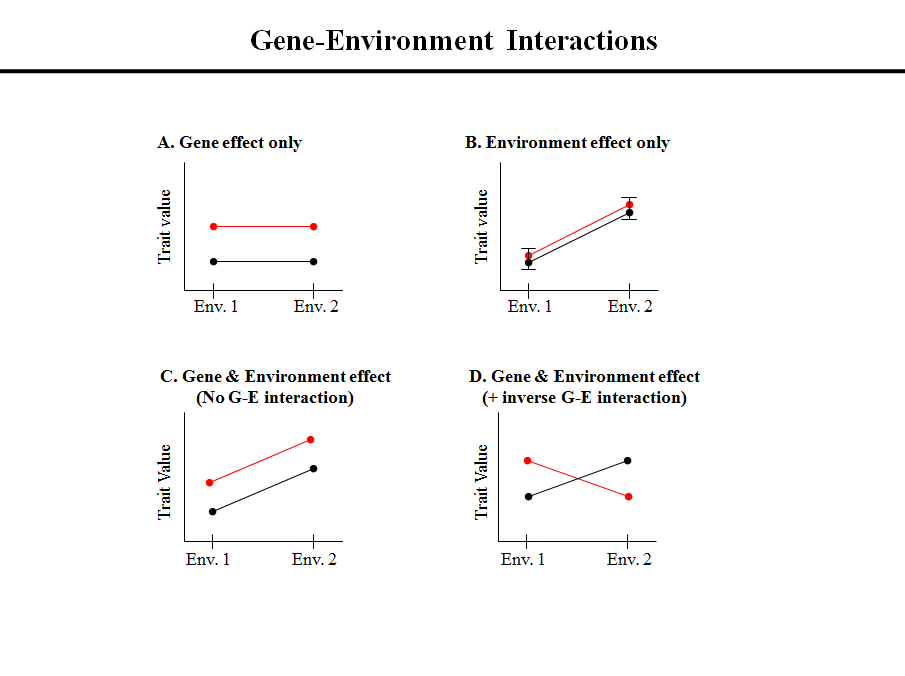 Gene-Environment Interactions
A. Gene effect only
Trait value
Env. 1
Env. 2
B. Environment effect only
Trait value
Env. 1
Env. 2
C. Gene & Environment effect
(No G-E interaction)
Trait Value
Env. 1
Env. 2
D. Gene & Environment effect
(+ inverse G-E interaction)
Trait Value
Env. 1
Env. 2